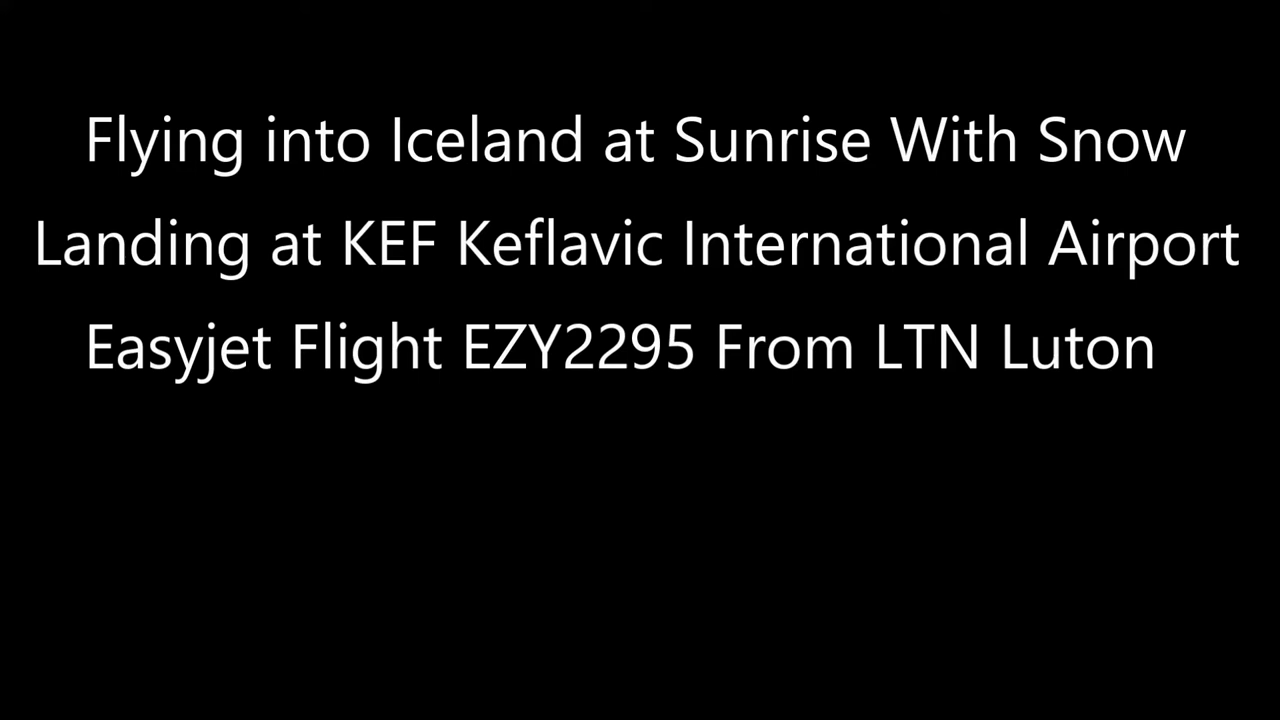 Flying into Iceland at Sunrise With Snow
Landing at KEF Keflavic International Airport
Easyjet Flight EZY2295 From LTN Luton